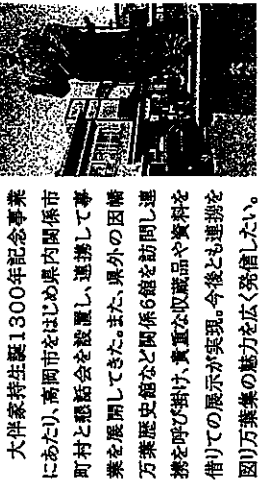 大伴家持生誕1300年記念事業
にあたり、高岡市をはじめ県内関係市
町村と懇話会を設置し、連携して事
業を展開してきた。また、県外の因幡
万葉歴史館など関係6館を訪問し連
携を呼び掛け、貴重な収蔵品や資料を
借りての展示が実現。今後とも連携を
図り万葉集の魅力を広く発信したい。